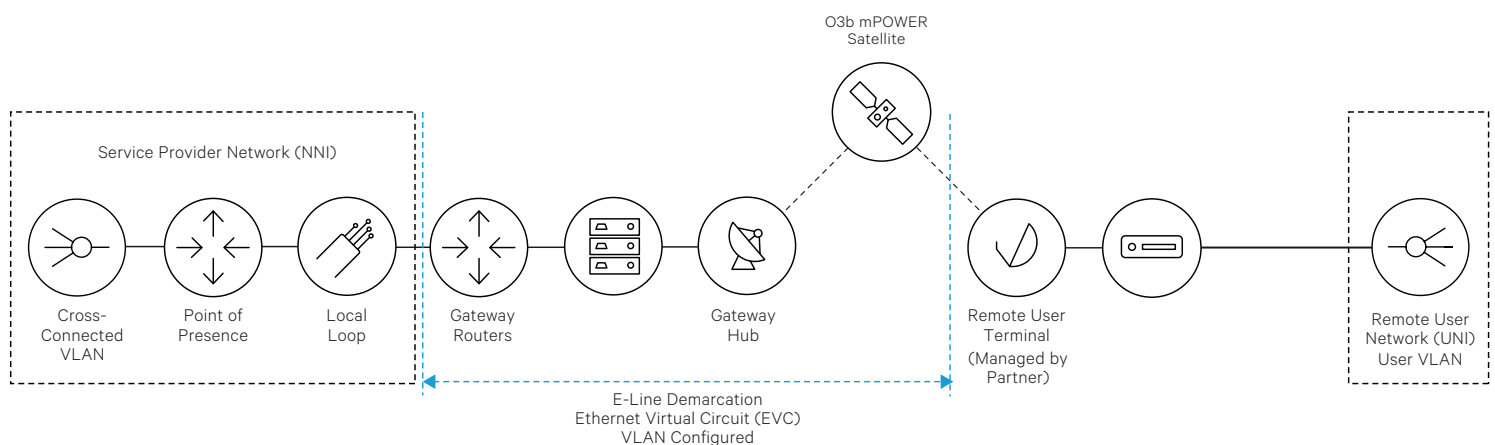 O3b mPOWER
Satellite
Service Provider Network (NNI)
Cross-
Connected
VLAN
Point of
Presence
Local
Loop
Gateway
Routers
Gateway
Hub
Remote User
Terminal
(Managed by
Partner)
Remote User
Network (UNI)
User VLAN
E-Line Demarcation
Ethernet Virtual Circuit (EVC)
VLAN Configured